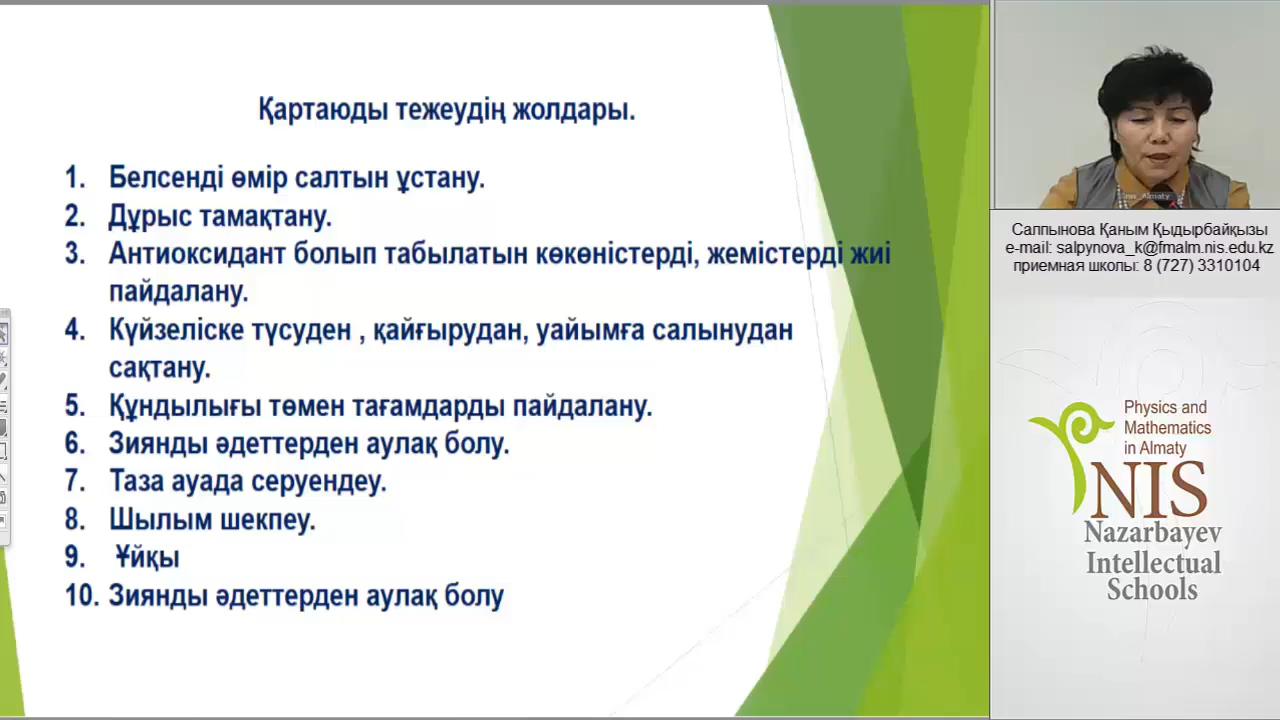 Қартаюды тежеудің жолдары.
1. Белсенді өмір салтын ұстану.
2. Дұрыс тамақтану.
3. Антиоксидант болып табылатын көкөністерді, жемістерді жиі
пайдалану.
4. Күйзеліске түсуден , қайғырудан, уайымға салынудан
сақтану.
5. Құндылығы төмен тағамдарды пайдалану.
6. Зиянды әдеттерден аулақ болу.
7. Таза ауада серуендеу.
8. Шылым шекпеу.
9. Ұйқы
10. Зиянды әдеттерден аулақ болу
nis_Almaty
Салпынова Қаным Қыдырбайқызы
e-mail: salpynova_k@fmalm.nis.edu.kz
приемная школы: 8 (727) 3310104
Physics and
Mathematics
in Almaty
NIS
Nazarbayev
Intellectual
Schools